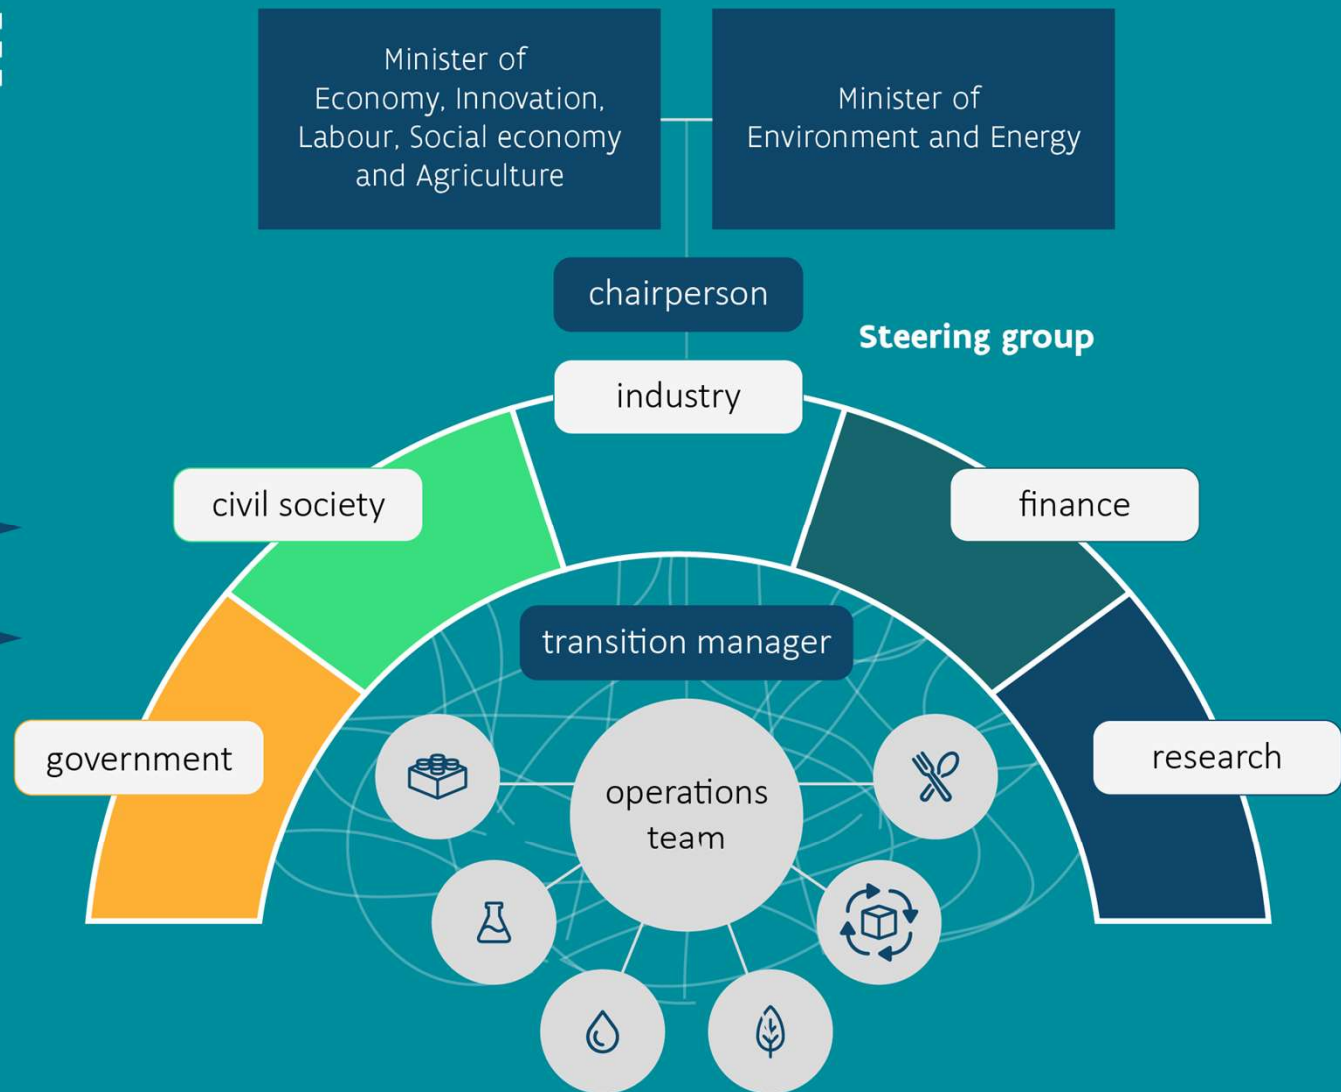 Minister of
Economy, Innovation,
Labour, Social economy
and Agriculture
Minister of
Environment and Energy
chairperson
Steering group
industry
civil society
finance
transition manager
government
research
operations
team